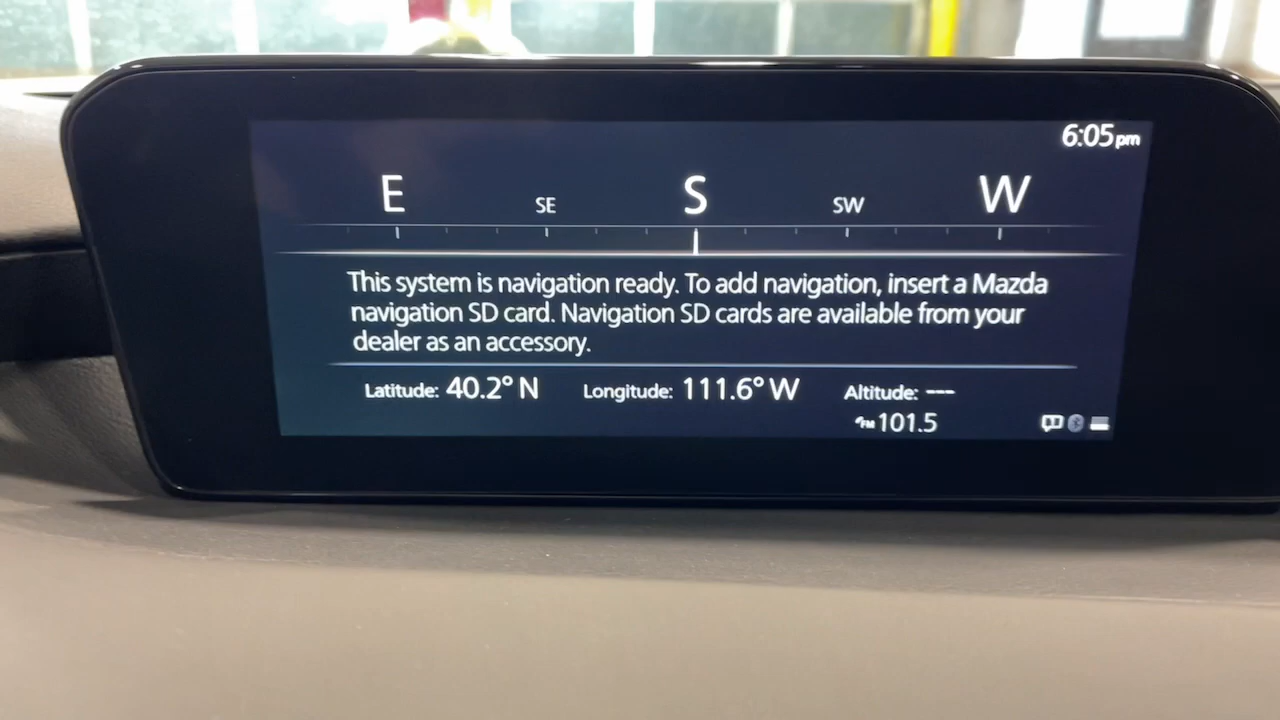 6:05pm
E SE S SW W
This system is navigation ready. To add navigation, insert a Mazda
navigation SD card. Navigation SD cards are available from your
dealer as an accessory.
Latitude: 40.2° N Longitude: 111.6° W Altitude: ---
FM 101.5